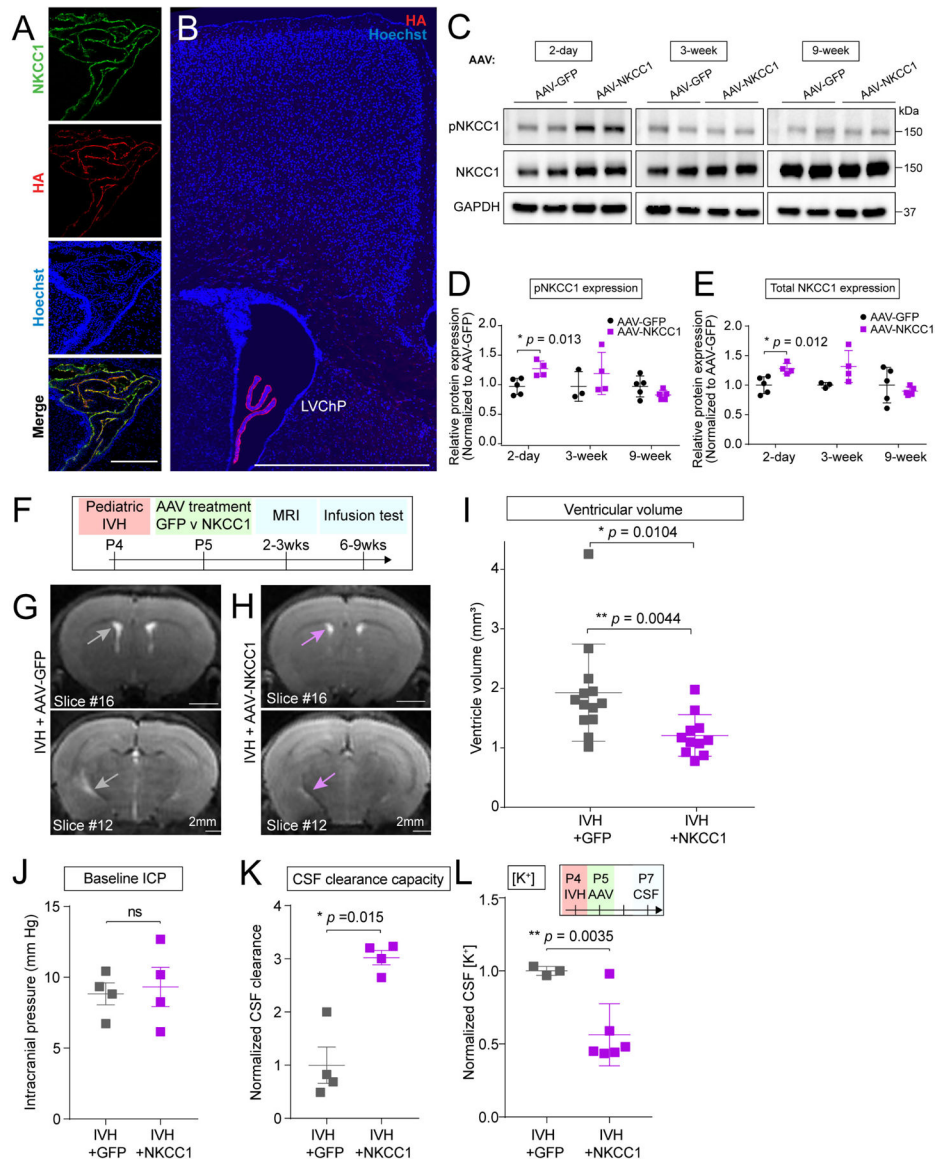 A
NKCC1
HA
Hoechst
Merge
B
HA
Hoechst
LVChP
C
AAV:
2-day
3-week
9-week
AAV-GFP
AAV-NKCC1
AAV-GFP
AAV-NKCC1
AAV-GFP
AAV-NKCC1
kDa
pNKCC1
150
NKCC1
150
GAPDH
37
D
pNKCC1 expression
Relative protein expression
(Normalized to AAV-GFP)
AAV-GFP
AAV-NKCC1
* p = 0.013
2.0
1.5
1.0
0.5
0.0
2-day
3-week
9-week
E
Total NKCC1 expression
Relative protein expression
(Normalized to AAV-GFP)
AAV-GFP
AAV-NKCC1
* p = 0.012
2.0
1.5
1.0
0.5
0.0
2-day
3-week
9-week
F
Pediatric
IVH
AAV treatment
GFP v NKCC1
MRI
Infusion test
P4
P5
2-3wks
6-9wks
G
IVH + AAV-GFP
Slice #16
Slice #12
2mm
H
IVH + AAV-NKCC1
Slice #16
Slice #12
2mm
I
Ventricular volume
* p = 0.0104
** p = 0.0044
Ventricle volume (mm³)
4
3
2
1
0
IVH
+GFP
IVH
+NKCC1
J
Baseline ICP
ns
Intracranial pressure (mm Hg)
15
10
5
0
IVH
+GFP
IVH
+NKCC1
K
CSF clearance capacity
* p =0.015
Normalized CSF clearance
4
3
2
1
0
IVH
+GFP
IVH
+NKCC1
L
[K⁺]
P4
IVH
P5
AAV
P7
CSF
** p = 0.0035
Normalized CSF [K⁺]
1.5
1.0
0.5
0.0
IVH
+GFP
IVH
+NKCC1